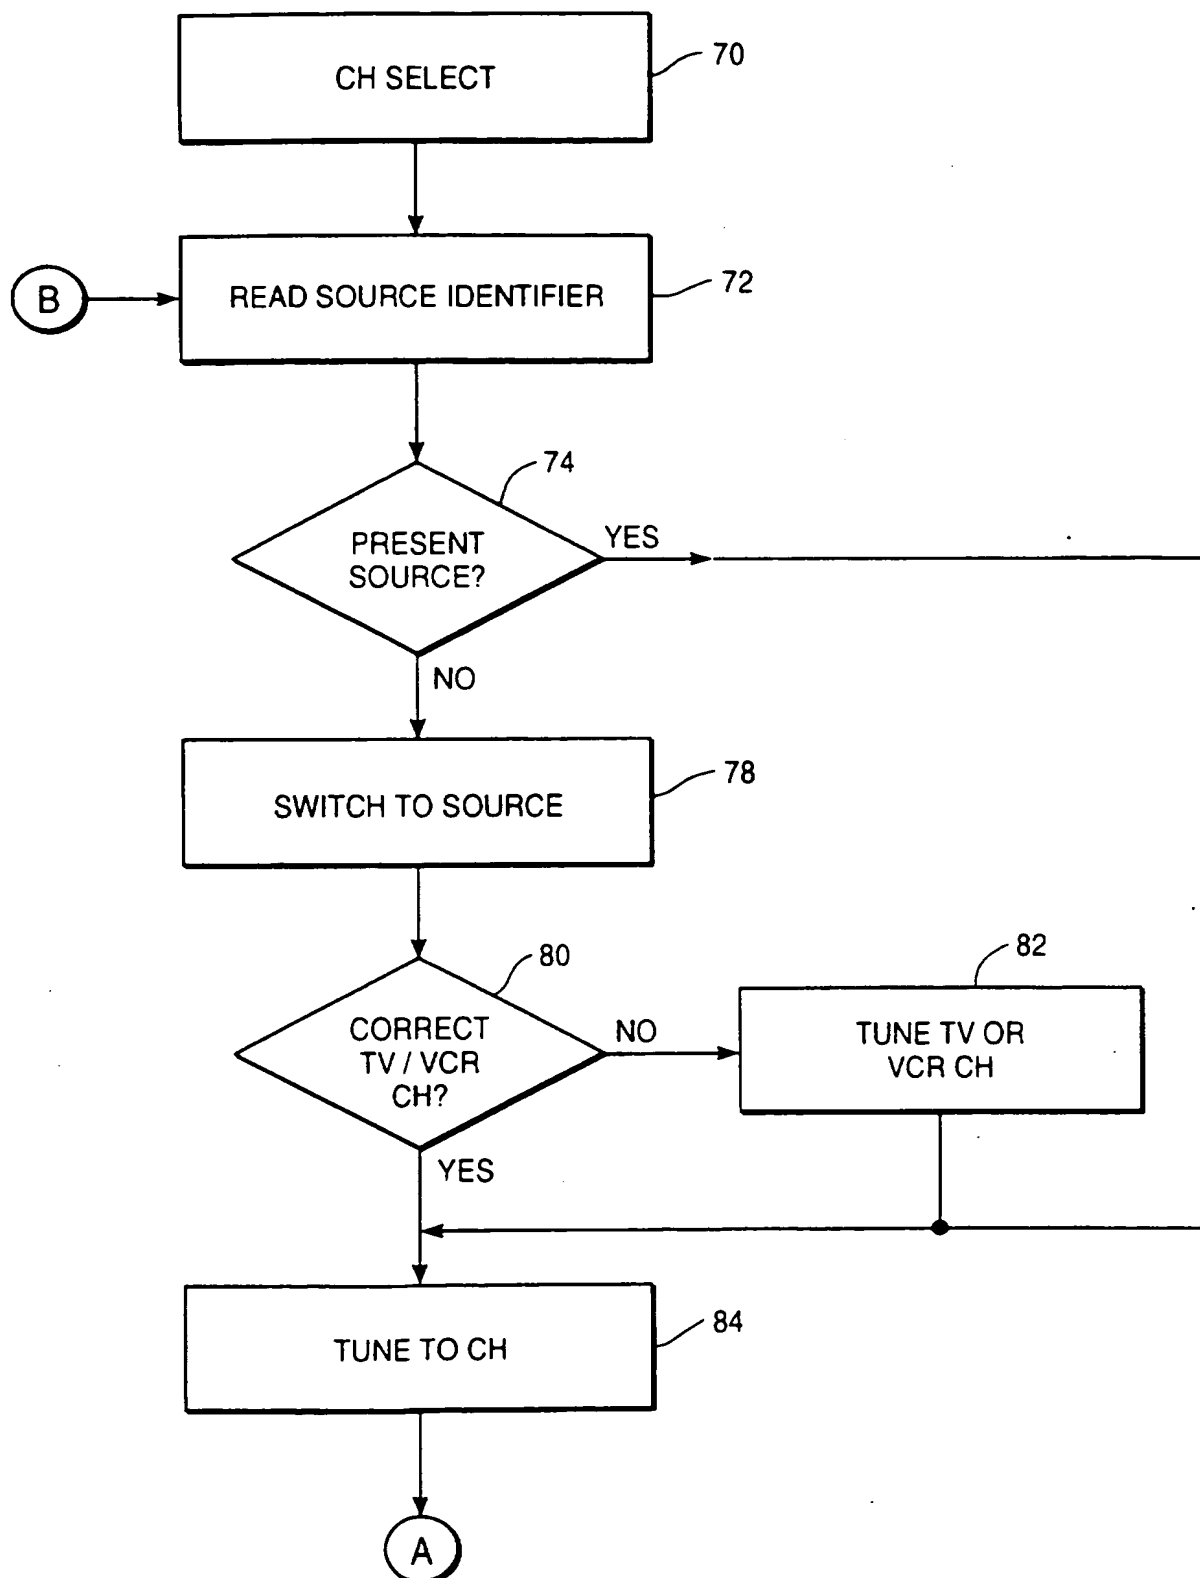 CH SELECT
70
B
READ SOURCE IDENTIFIER
72
74
PRESENT
SOURCE?
YES
NO
SWITCH TO SOURCE
78
80
CORRECT
TV / VCR
CH?
NO
82
TUNE TV OR
VCR CH
YES
TUNE TO CH
84
A